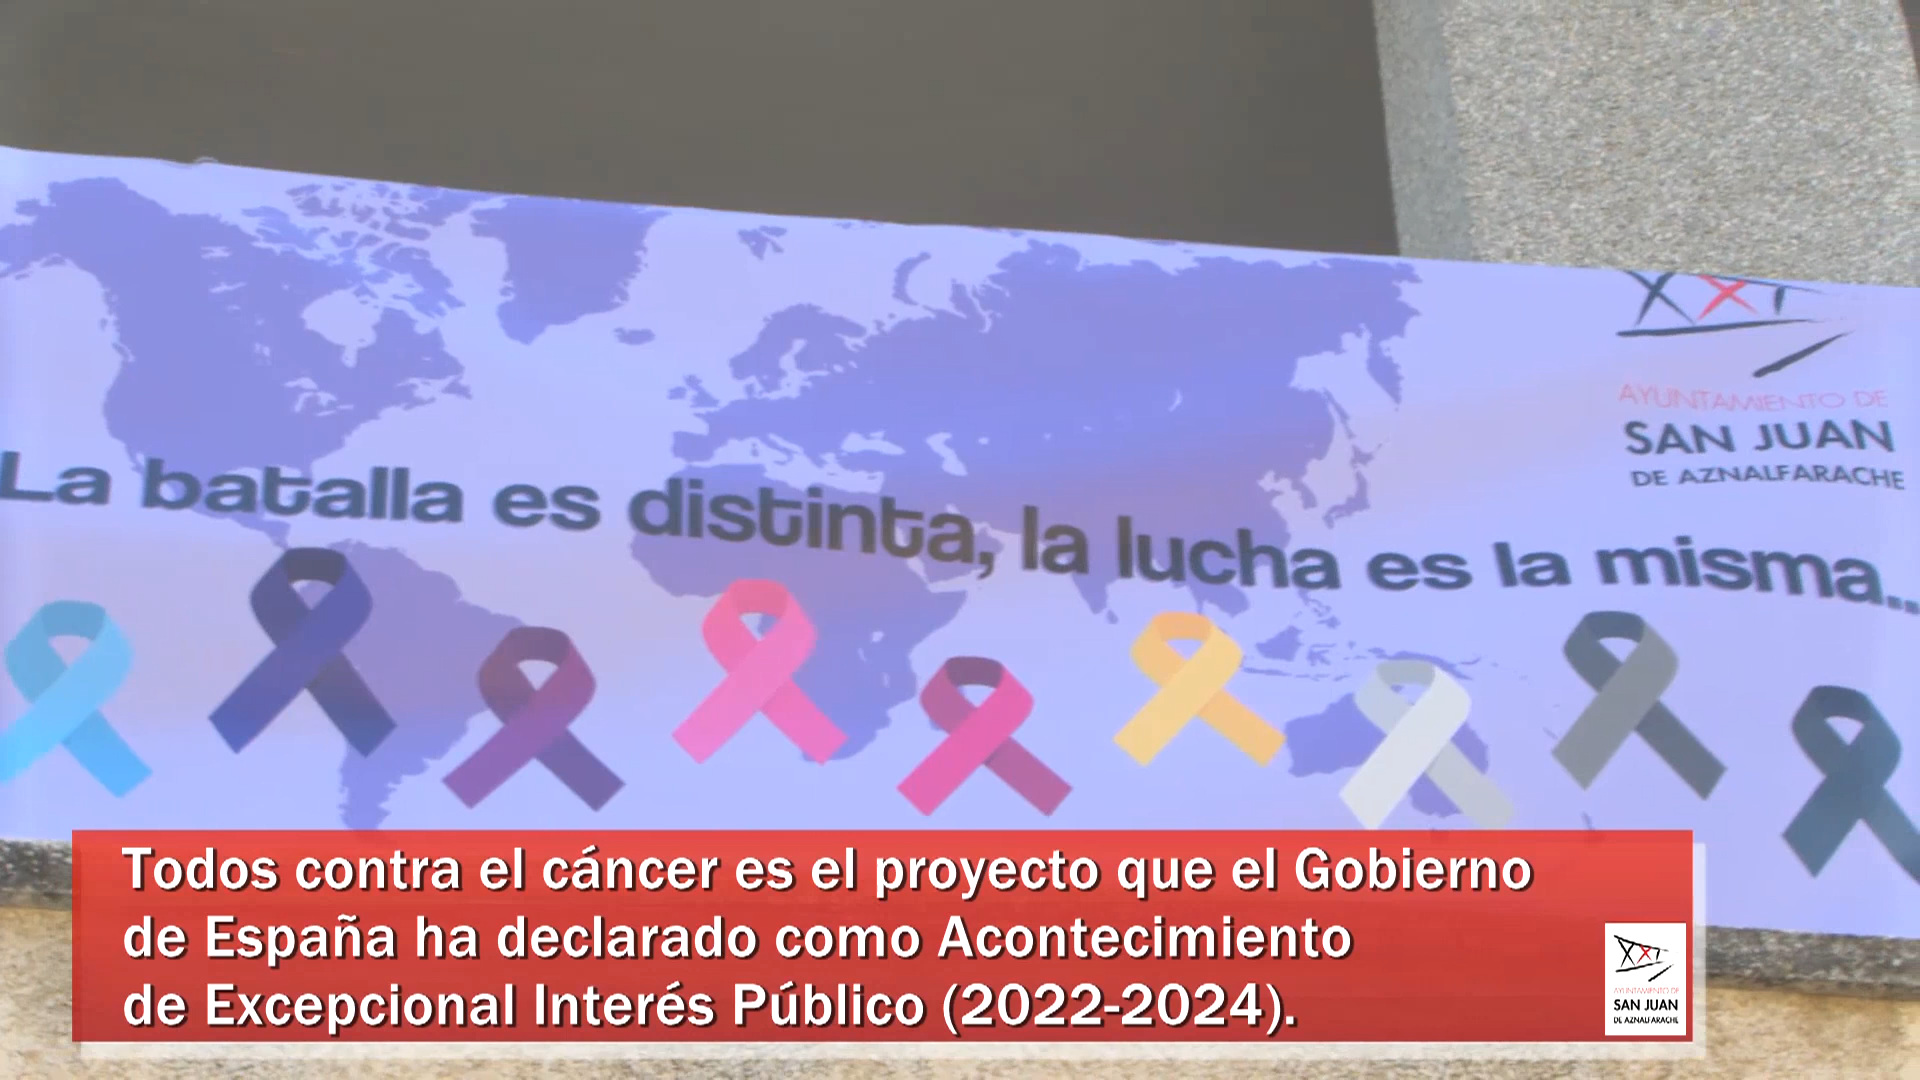 XXI
AYUNTAMIENTO DE
SAN JUAN
DE AZNALFARACHE
La batalla es distinta, la lucha es la misma...
Todos contra el cáncer es el proyecto que el Gobierno
de España ha declarado como Acontecimiento
de Excepcional Interés Público (2022-2024).
XXI
AYUNTAMIENTO DE
SAN JUAN
DE AZNALFARACHE